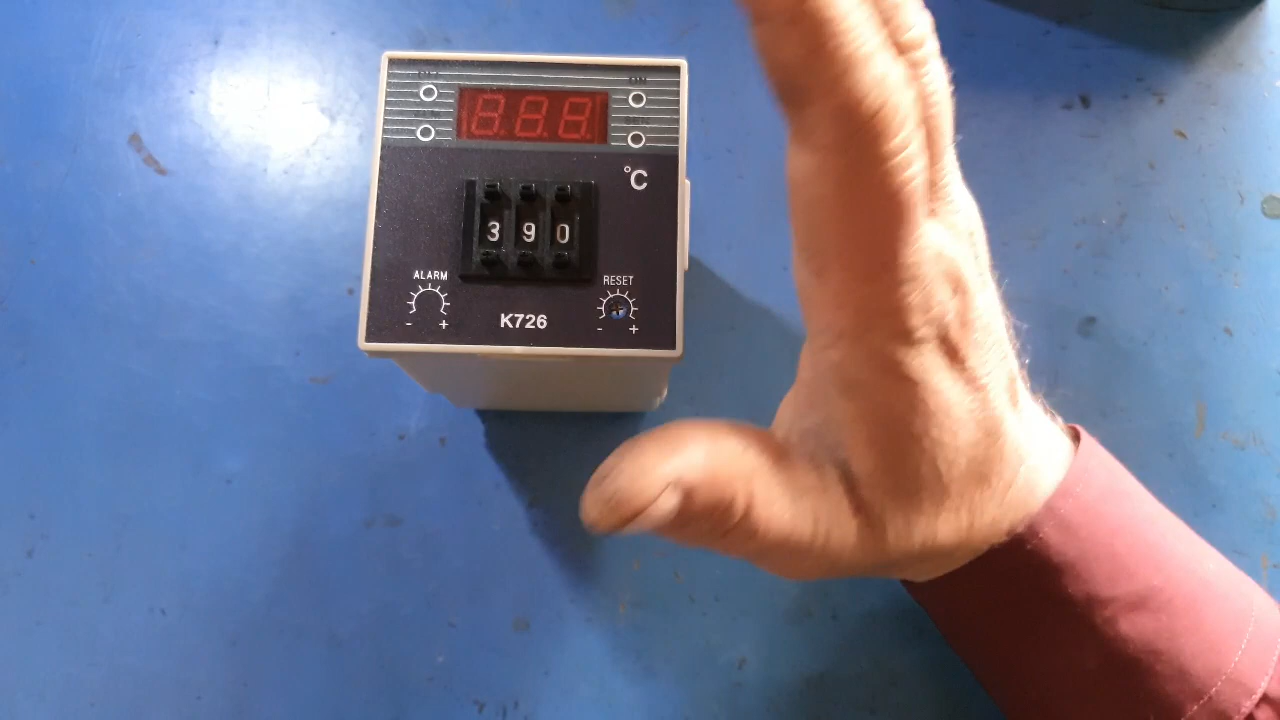 888
°C
390
ALARM
RESET
- +
- +
K726